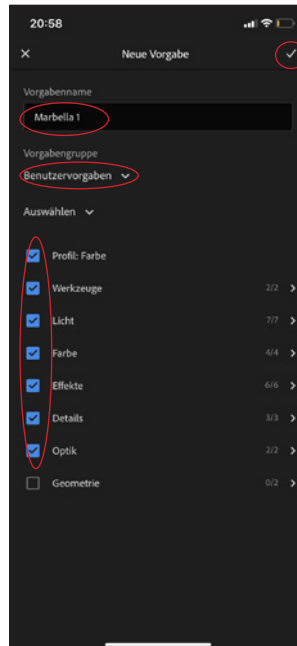 20:58
Neue Vorgabe
Vorgabenname
Marbella 1
Vorgabengruppe
Benutzervorgaben
Auswählen
Profil: Farbe
Werkzeuge 2/2
Licht 7/7
Farbe 4/4
Effekte 6/6
Details 3/3
Optik 2/2
Geometrie 0/2